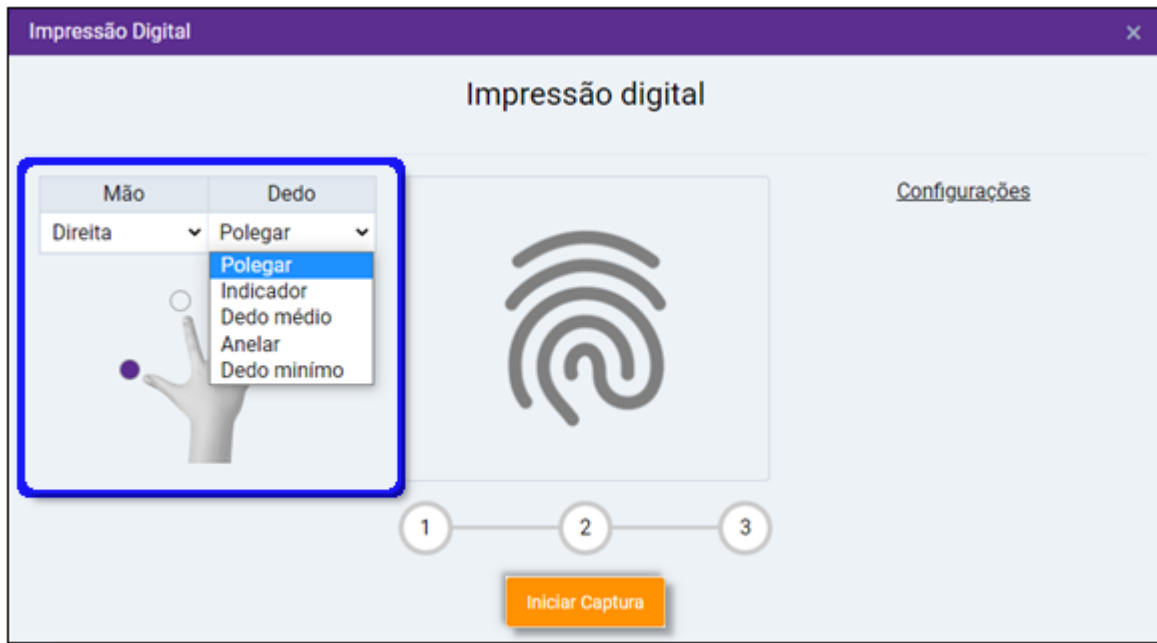 Impressão Digital ×
Impressão digital
Mão Dedo
Direita Polegar
Polegar
Indicador
Dedo médio
Anelar
Dedo minímo
Configurações
1 2 3
Iniciar Captura